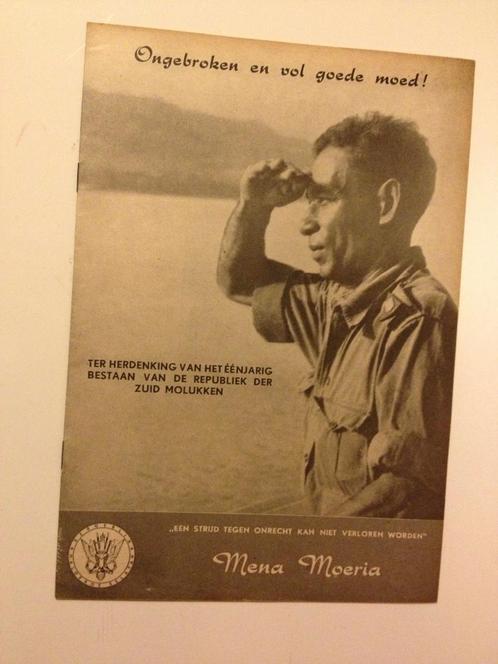 Ongebroken en vol goede moed!
TER HERDENKING VAN HET ÉÉNJARIG
BESTAAN VAN DE REPUBLIEK DER
ZUID MOLUKKEN
„EEN STRIJD TEGEN ONRECHT KAN NIET VERLOREN WORDEN"
Mena Moeria